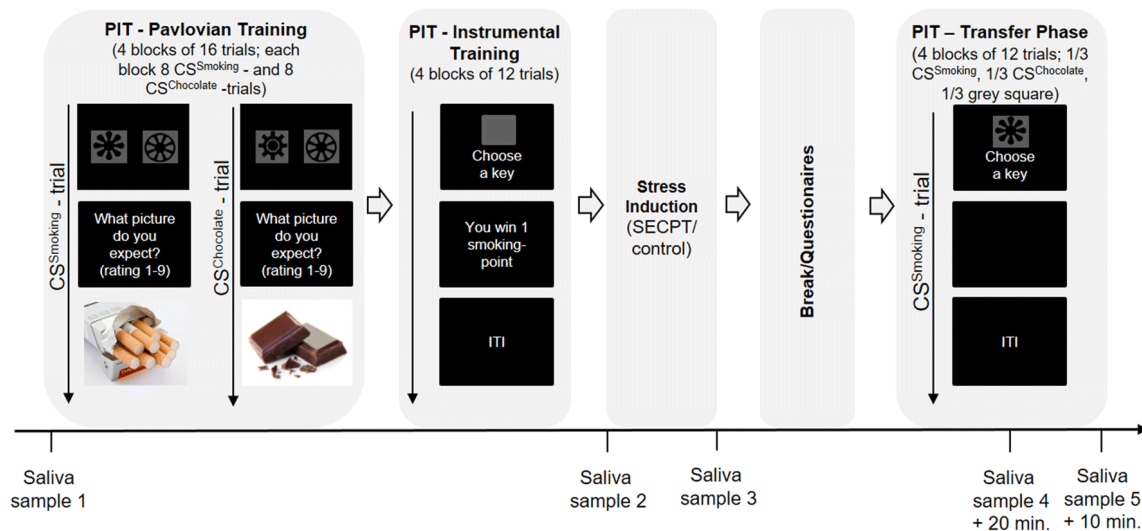 PIT - Pavlovian Training
(4 blocks of 16 trials; each
block 8 CSSmoking - and 8
CSChocolate -trials)
CSSmoking - trial
What picture
do you
expect?
(rating 1-9)
CSChocolate - trial
What picture
do you
expect?
(rating 1-9)
PIT - Instrumental
Training
(4 blocks of 12 trials)
Choose
a key
You win 1
smoking-
point
ITI
Stress
Induction
(SECPT/
control)
Break/Questionaires
PIT – Transfer Phase
(4 blocks of 12 trials; 1/3
CSSmoking, 1/3 CSChocolate,
1/3 grey square)
CSSmoking - trial
Choose
a key
ITI
Saliva
sample 1
Saliva
sample 2
Saliva
sample 3
Saliva
sample 4
+ 20 min.
Saliva
sample 5
+ 10 min.